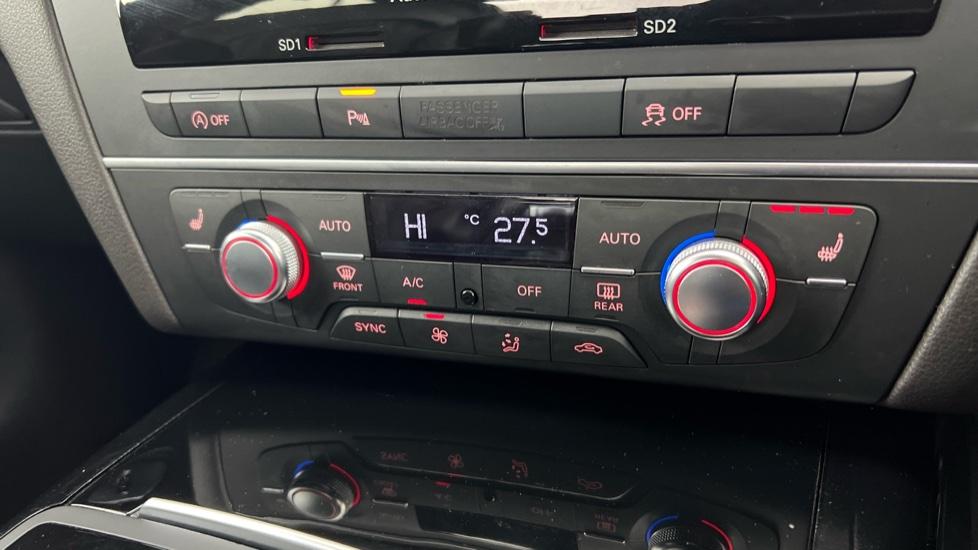 SD1
SD2
A OFF
P
PASSENGER
AIRBAG OFF
OFF
AUTO
HI °C 27.5
AUTO
FRONT
A/C
OFF
REAR
SYNC